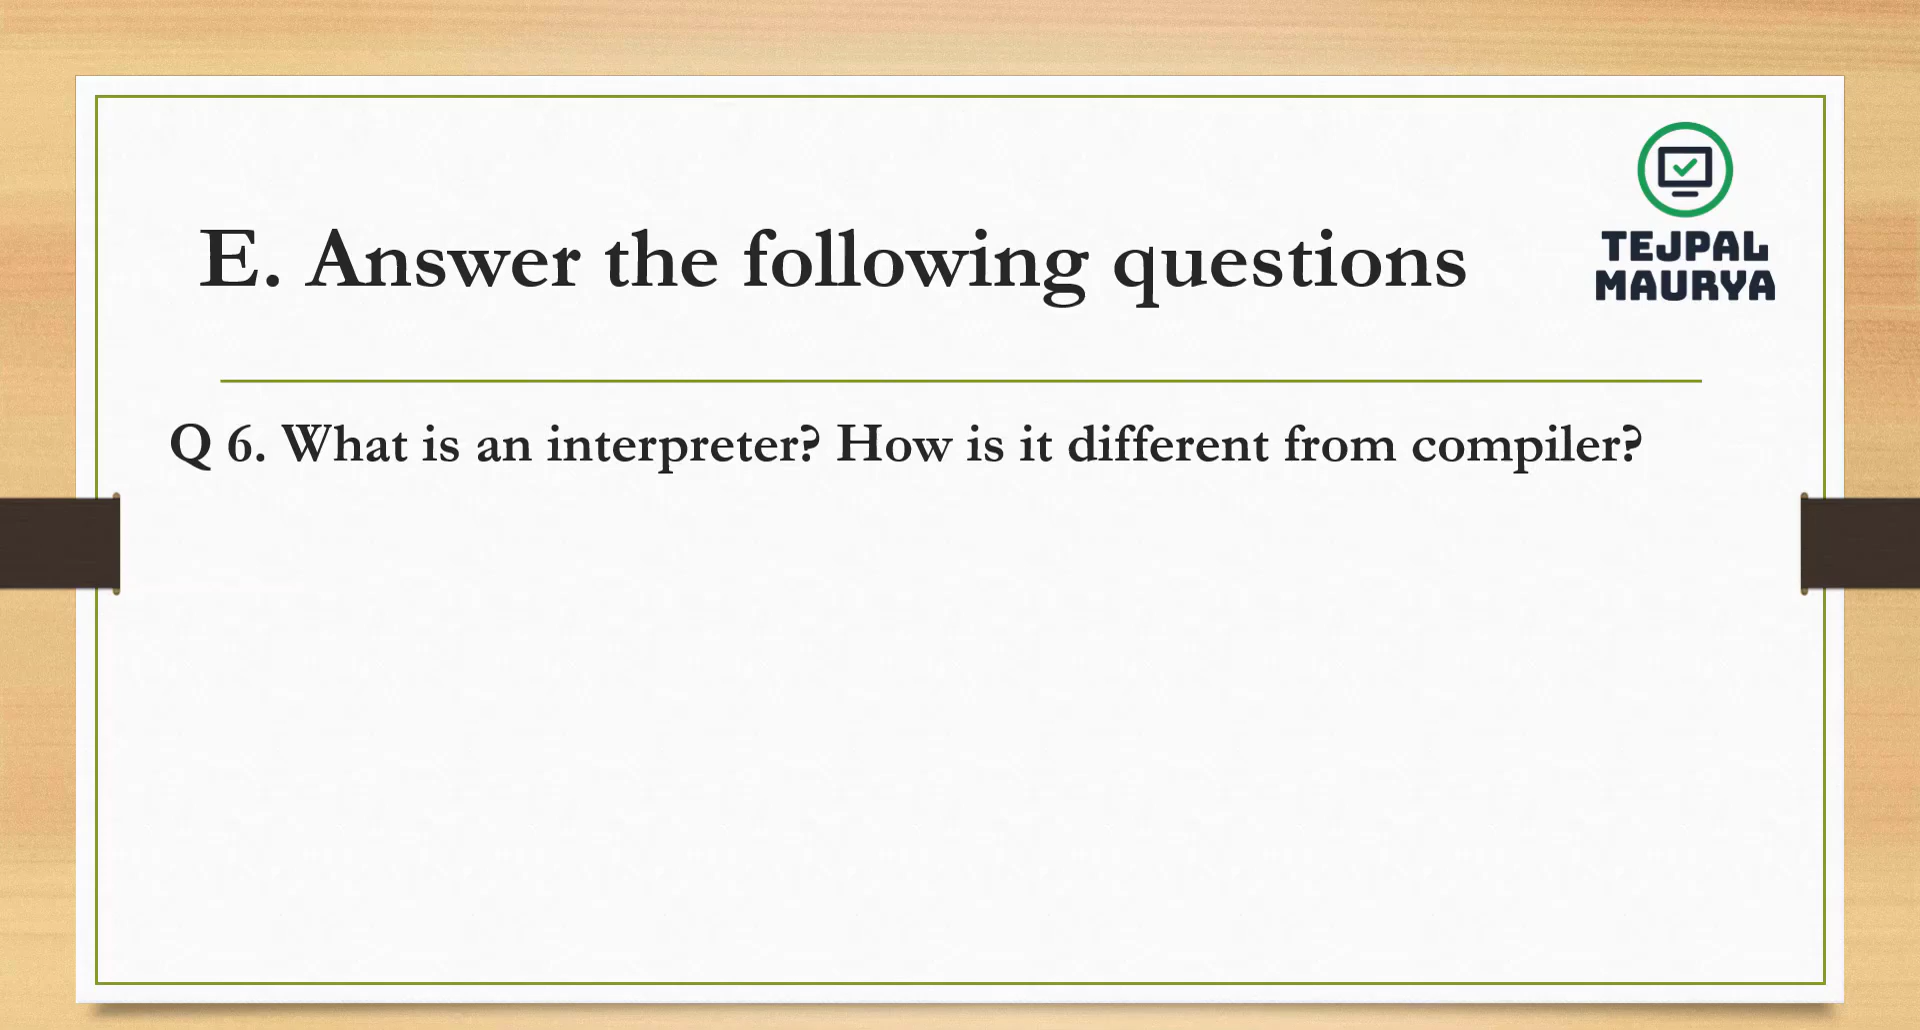 TEJPAL
MAURYA
E. Answer the following questions
Q 6. What is an interpreter? How is it different from compiler?